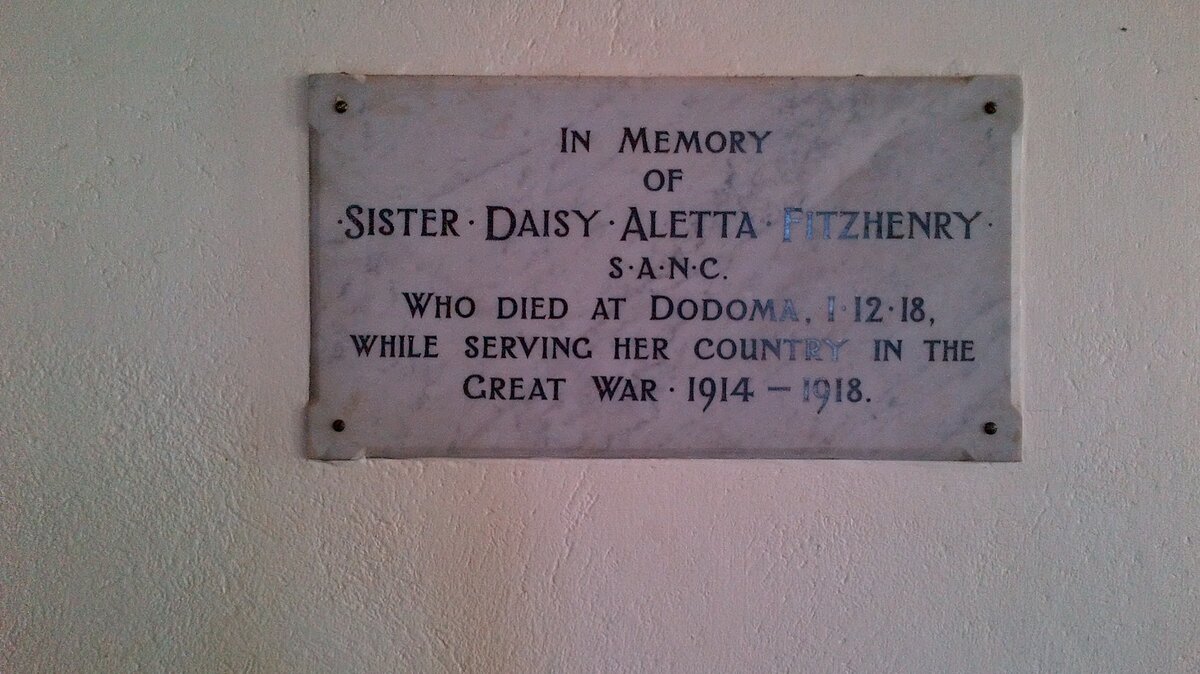 In Memory
of
·Sister·Daisy·Aletta·Fitzhenry·
S·A·N·C.
Who died at Dodoma, 1·12·18,
while serving her country in the
Great War·1914–1918.